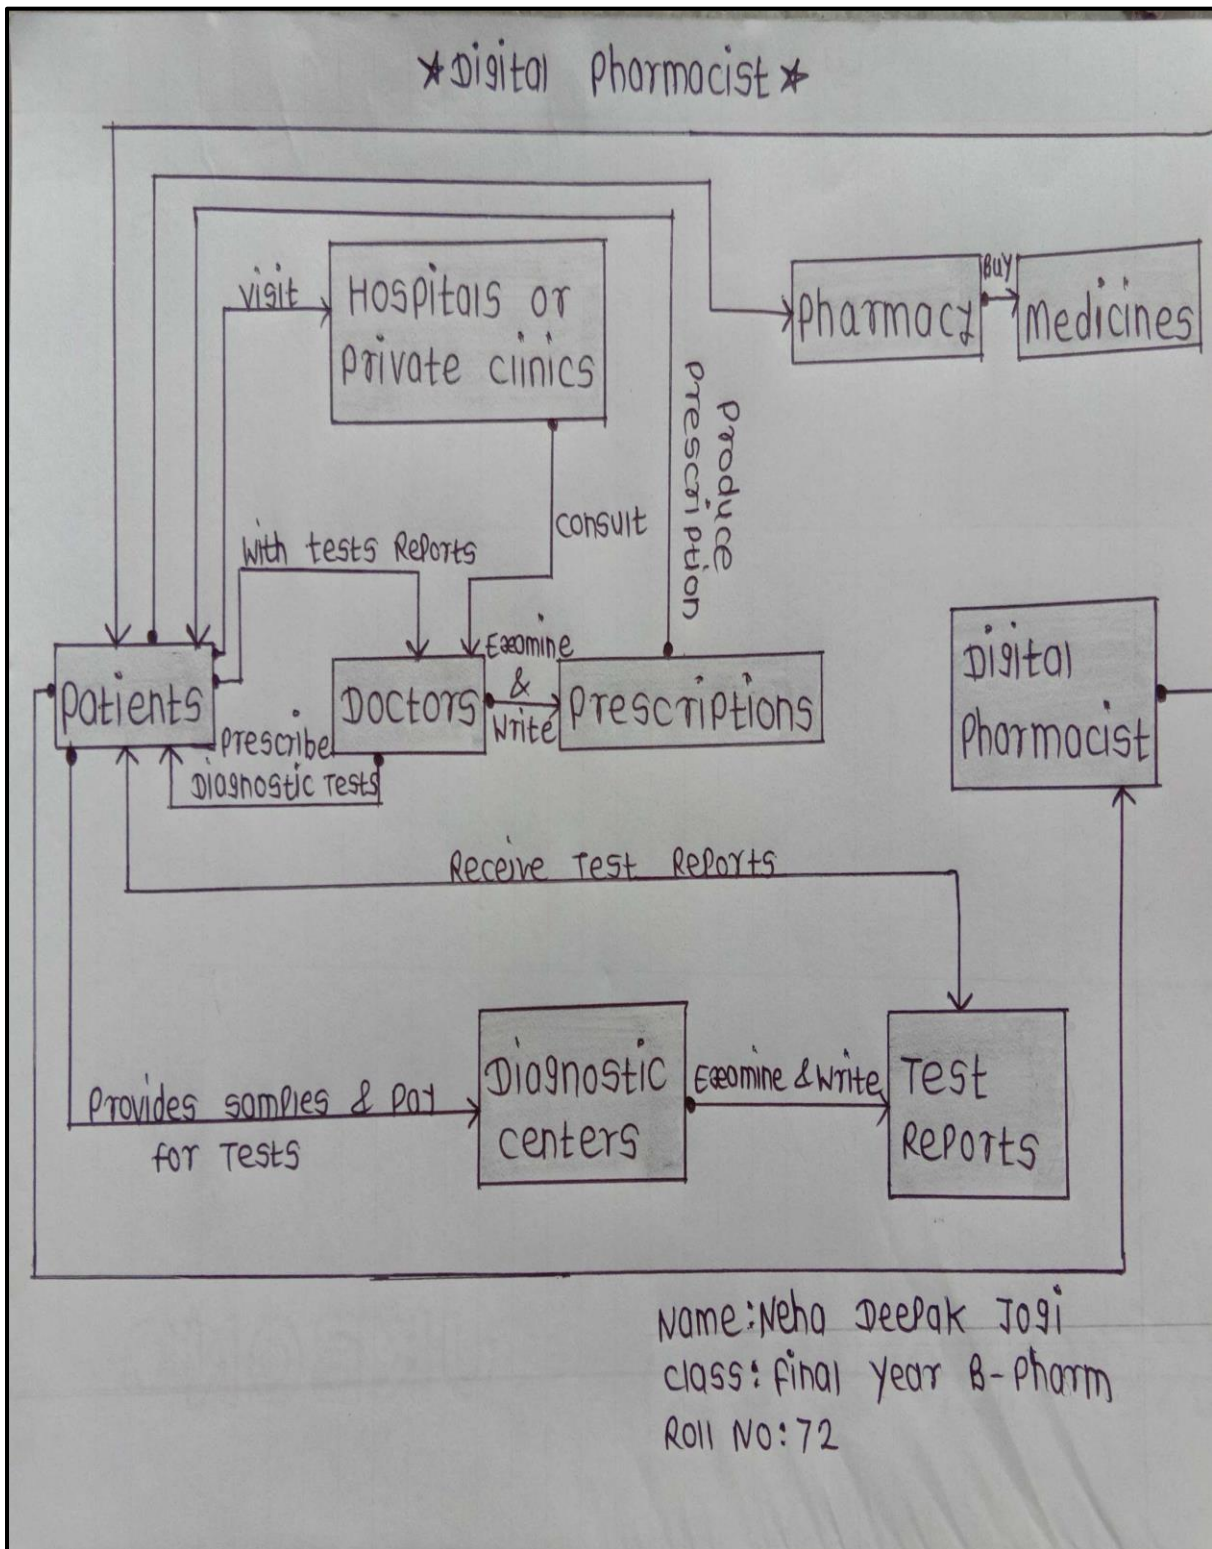 ★Digital Pharmacist★
Visit
Hospitals or
Private clinics
Pharmacy
Buy
Medicines
Produce
Prescription
Consult
With tests Reports
Patients
Doctors
Examine
&
Write
Prescriptions
Digital
Pharmacist
Prescribe
Diagnostic Tests
Receive Test Reports
Provides samples & Pay
for Tests
Diagnostic
centers
Examine & Write
Test
Reports
Name:Neha Deepak Jogi
class: Final Year B-Pharm
Roll No:72